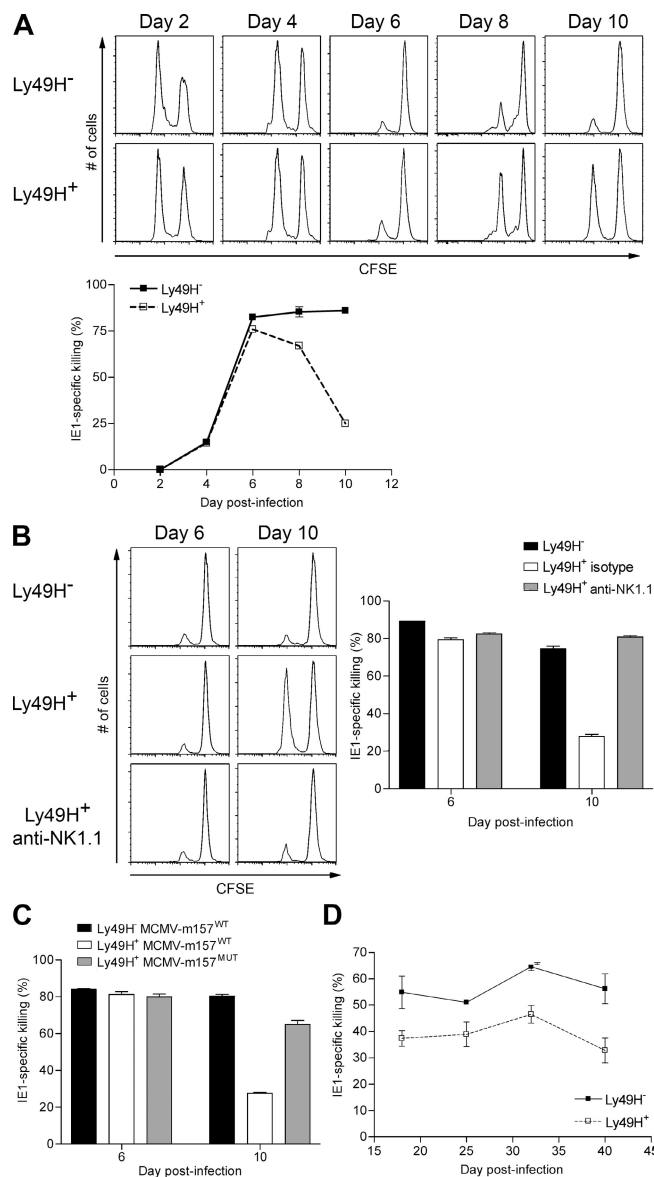 A
Day 2 Day 4 Day 6 Day 8 Day 10
Ly49H-
Ly49H+
# of cells
CFSE
Ly49H-
Ly49H+
IE1-specific killing (%)
100
75
50
25
0
0 2 4 6 8 10 12
Day post-infection
B
Day 6 Day 10
Ly49H-
Ly49H+
Ly49H+
anti-NK1.1
# of cells
CFSE
Ly49H-
Ly49H+ isotype
Ly49H+ anti-NK1.1
IE1-specific killing (%)
100
80
60
40
20
0
6 10
Day post-infection
C
Ly49H- MCMV-m157WT
Ly49H+ MCMV-m157WT
Ly49H+ MCMV-m157MUT
IE1-specific killing (%)
100
80
60
40
20
0
6 10
Day post-infection
D
IE1-specific killing (%)
70
60
50
40
30
20
10
0
Ly49H-
Ly49H+
15 20 25 30 35 40 45
Day post-infection